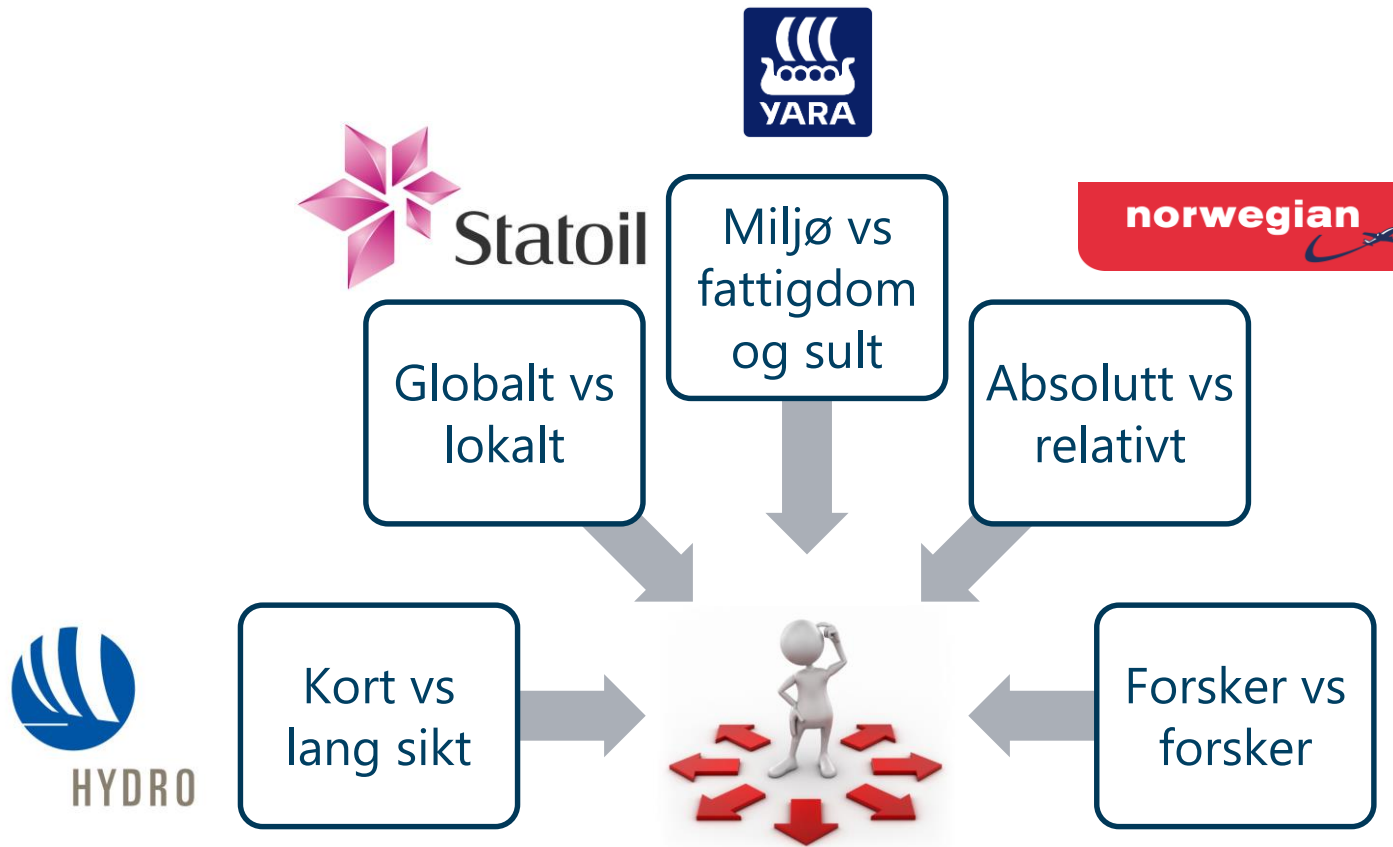 YARA
Statoil
norwegian
Miljø vs
fattigdom
og sult
Globalt vs
lokalt
Absolutt vs
relativt
HYDRO
Kort vs
lang sikt
Forsker vs
forsker